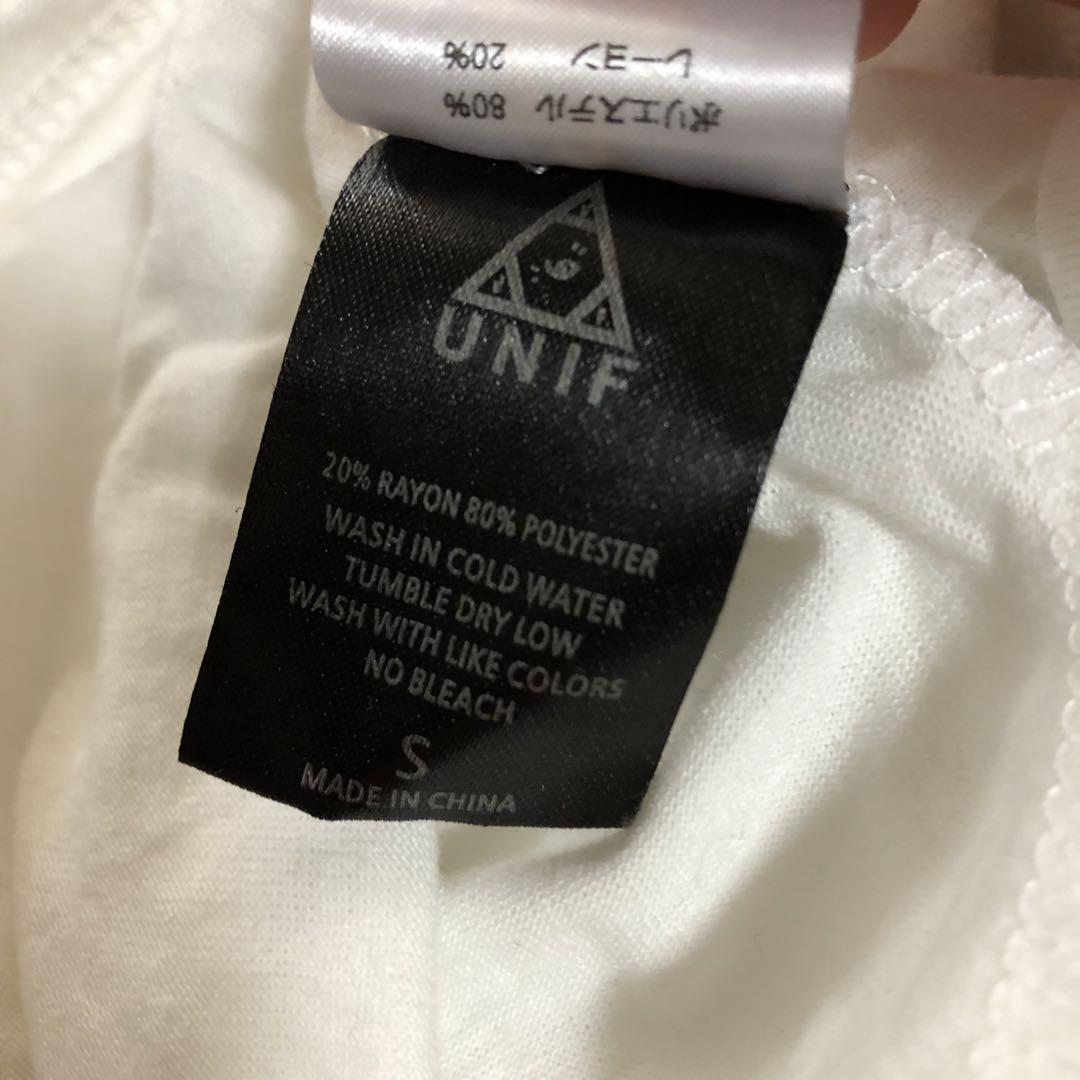 ポリエステル 80%
レーヨン 20%
UNIF
20% RAYON 80% POLYESTER
WASH IN COLD WATER
TUMBLE DRY LOW
WASH WITH LIKE COLORS
NO BLEACH
S
MADE IN CHINA